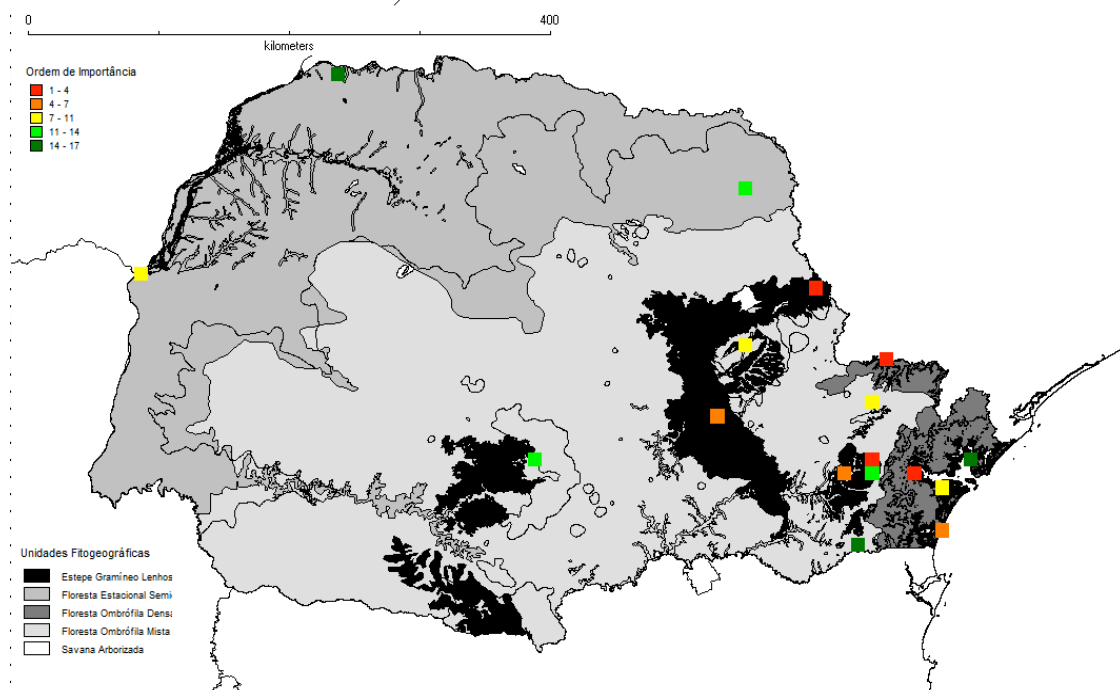 0 400
kilometers
Ordem de Importância
1 - 4
4 - 7
7 - 11
11 - 14
14 - 17
Unidades Fitogeográficas
Estepe Gramíneo Lenhos
Floresta Estacional Semi
Floresta Ombrófila Densa
Floresta Ombrófila Mista
Savana Arborizada